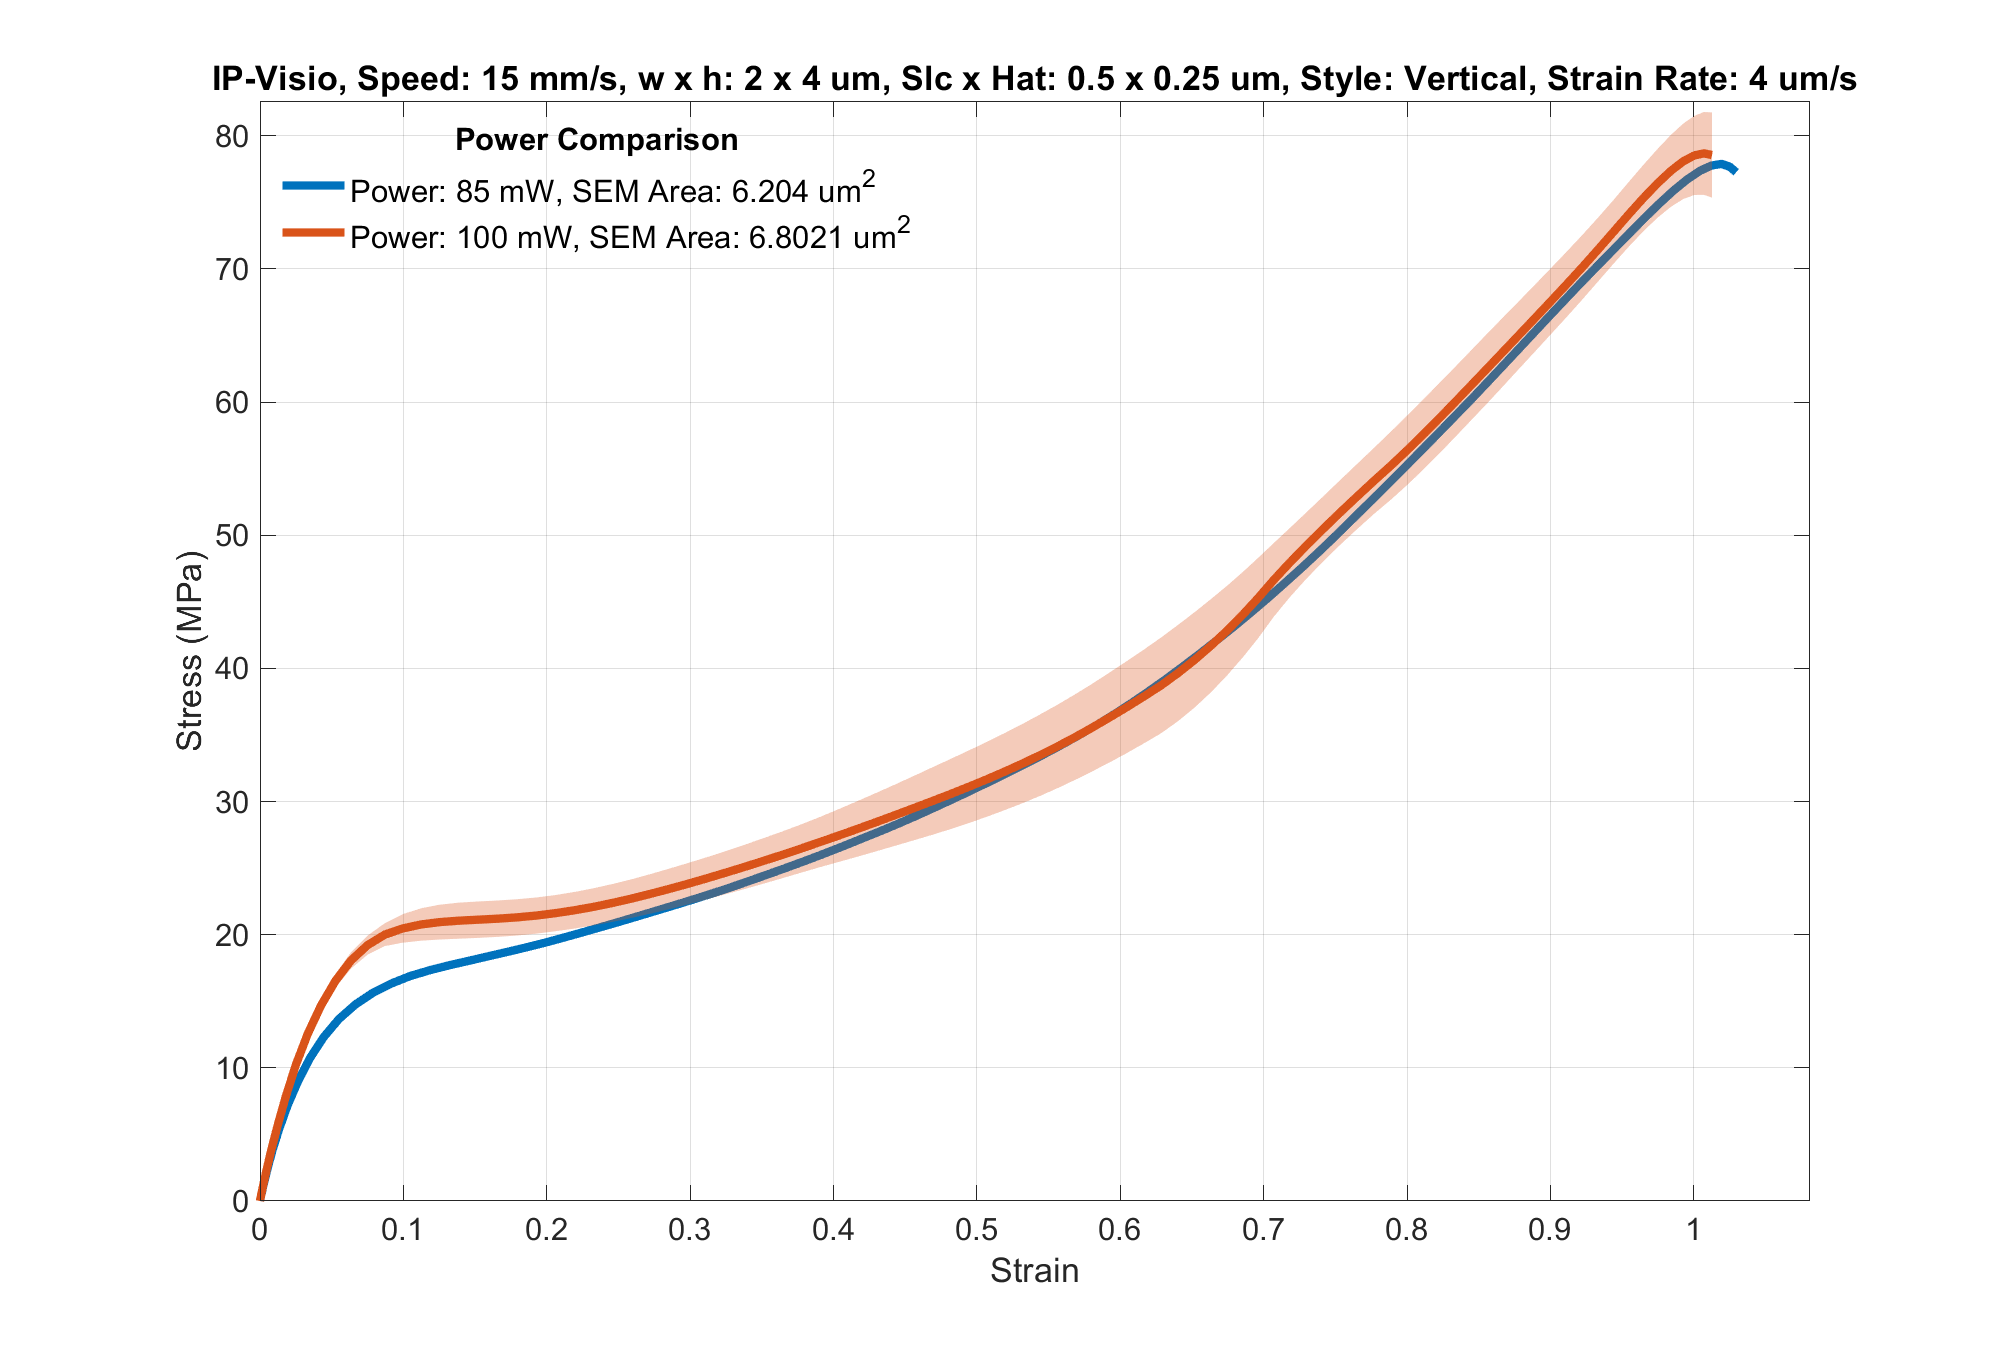 IP-Visio, Speed: 15 mm/s, w x h: 2 x 4 um, Slc x Hat: 0.5 x 0.25 um, Style: Vertical, Strain Rate: 4 um/s
Power Comparison
Power: 85 mW, SEM Area: 6.204 um²
Power: 100 mW, SEM Area: 6.8021 um²
Stress (MPa)
80
70
60
50
40
30
20
10
0
0 0.1 0.2 0.3 0.4 0.5 0.6 0.7 0.8 0.9 1
Strain